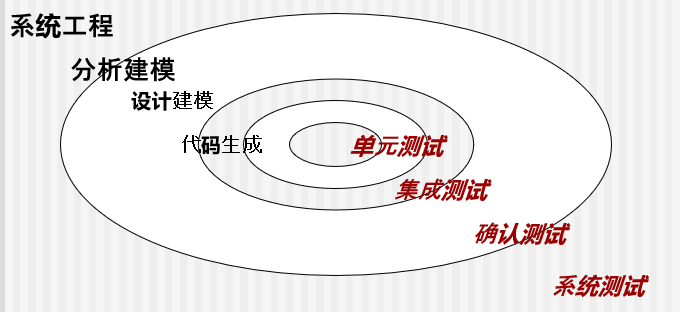 系统工程
分析建模
设计建模
代码生成
单元测试
集成测试
确认测试
系统测试